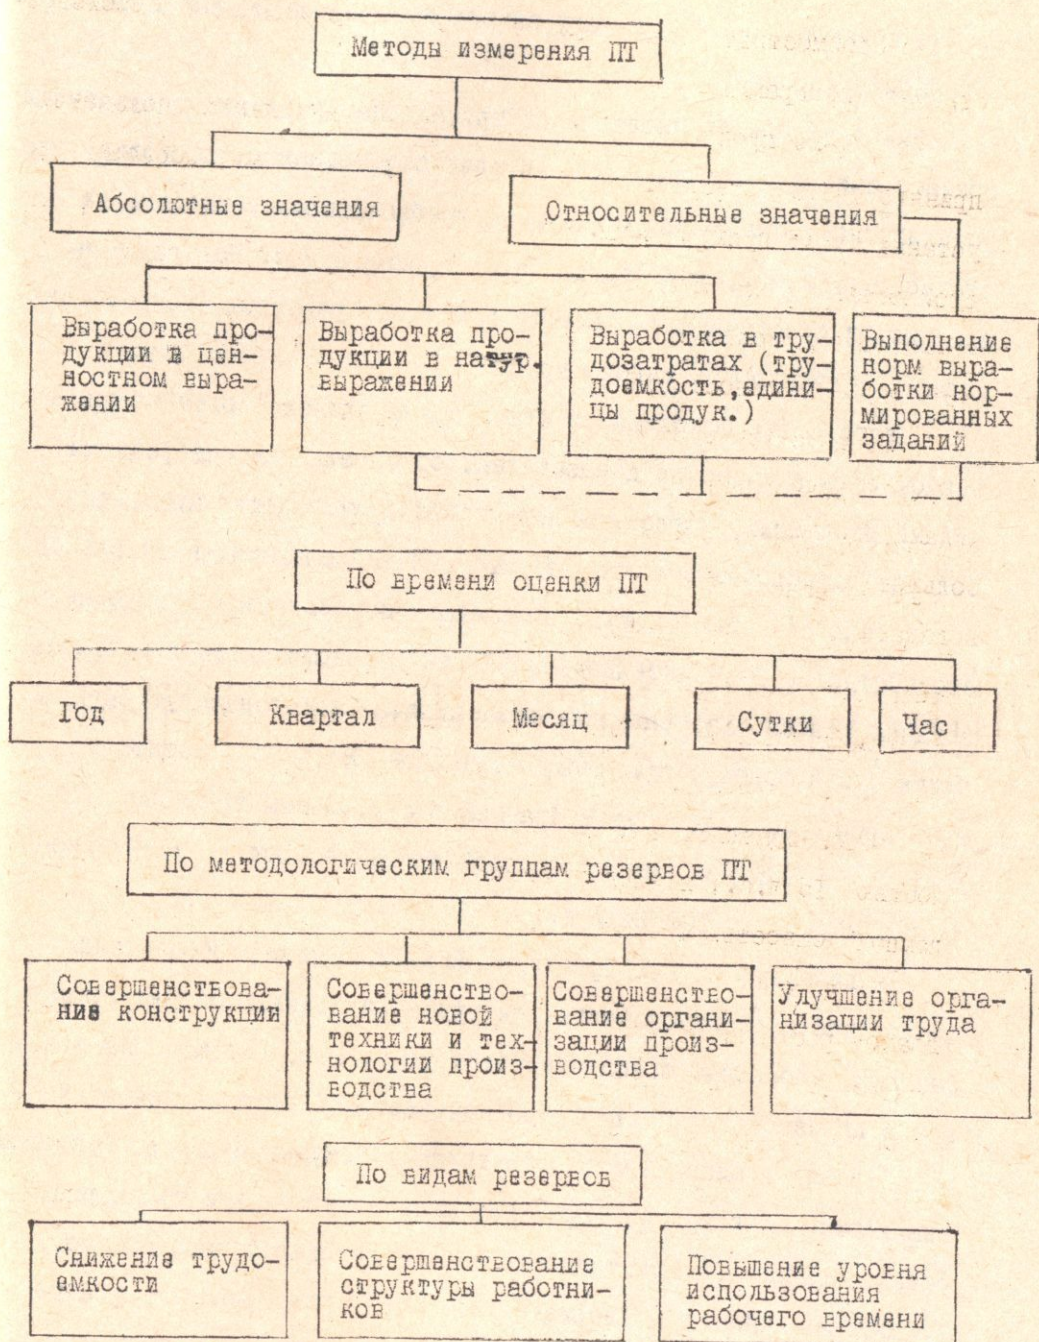 Методы измерения ПТ
Абсолютные значения
Относительные значения
Выработка про-
дукции в цен-
ностном выра-
жении
Выработка про-
дукции в натур.
выражении
Выработка в тру-
дозатратах (тру-
доемкость,едини-
цы продук.)
Выполнение
норм выра-
ботки нор-
мированных
заданий
По времени оценки ПТ
Год
Квартал
Месяц
Сутки
Час
По методологическим группам резервов ПТ
Совершенствова-
ние конструкции
Совершенство-
вание новой
техники и тех-
нологии произ-
водства
Совершенство-
вание органи-
зации произ-
водства
Улучшение орга-
низации труда
По видам резервов
Снижение трудо-
емкости
Совершенствование
структуры работни-
ков
Повышение уровня
использования
рабочего времени